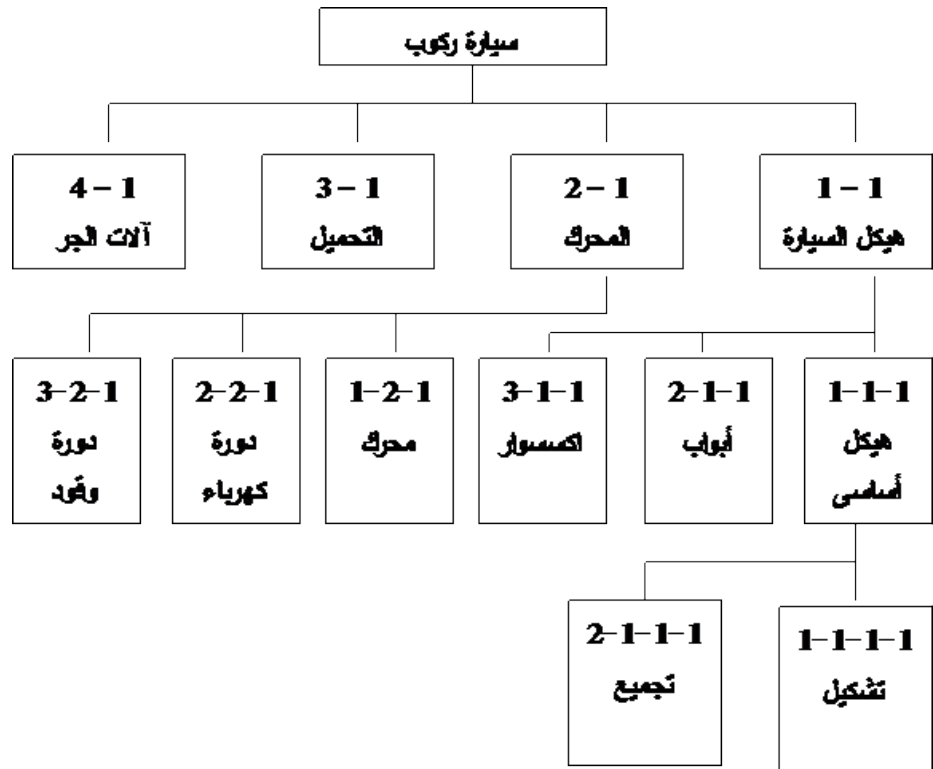 سيارة ركوب
1 – 1
هيكل السيارة
2 – 1
المحرك
3 – 1
التحميل
4 – 1
آلات الجر
1-1-1
هيكل
أساسى
2-1-1
أبواب
3-1-1
اكسسوار
1-2-1
محرك
2-2-1
دورة
كهرباء
3-2-1
دورة
وقود
1-1-1-1
تشكيل
2-1-1-1
تجميع